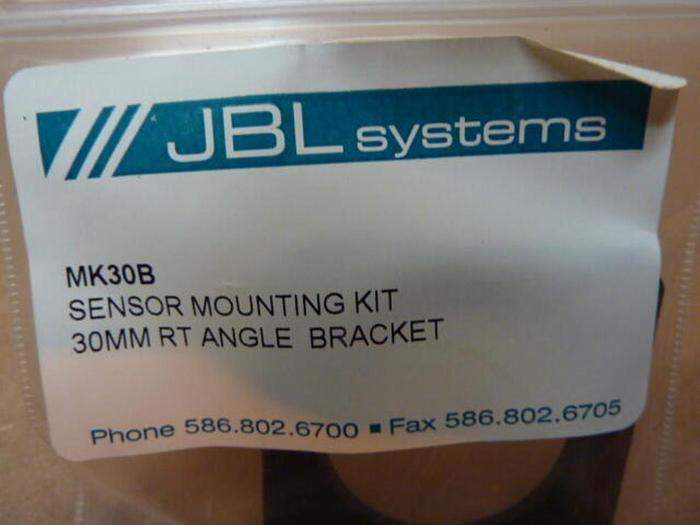 JBL systems
MK30B
SENSOR MOUNTING KIT
30MM RT ANGLE BRACKET
Phone 586.802.6700 ▪ Fax 586.802.6705